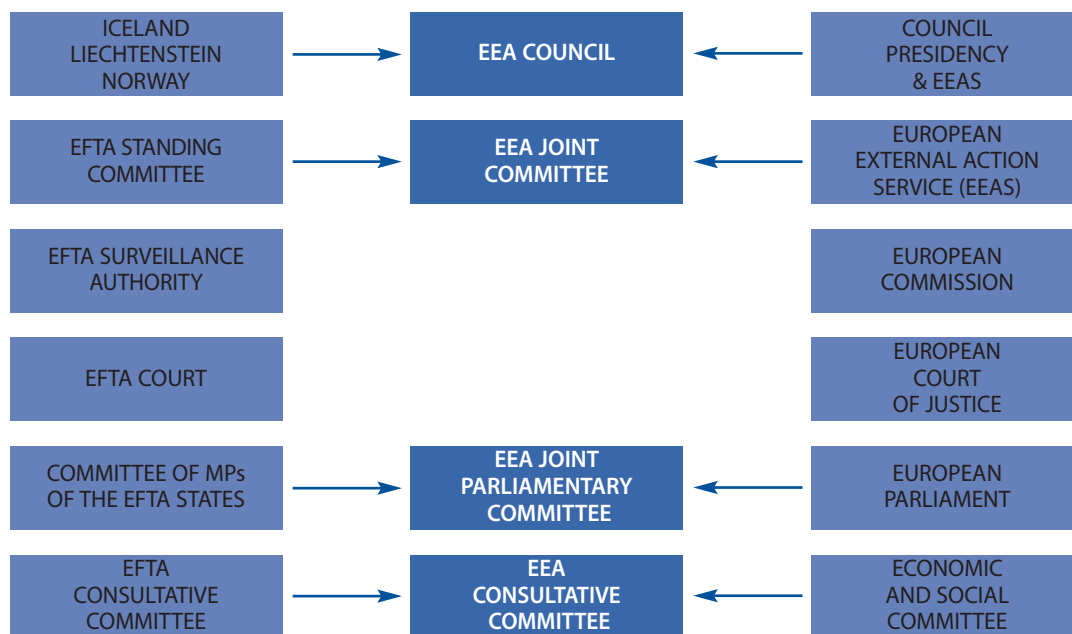 ICELAND
LIECHTENSTEIN
NORWAY
EEA COUNCIL
COUNCIL
PRESIDENCY
& EEAS
EFTA STANDING
COMMITTEE
EEA JOINT
COMMITTEE
EUROPEAN
EXTERNAL ACTION
SERVICE (EEAS)
EFTA SURVEILLANCE
AUTHORITY
EUROPEAN
COMMISSION
EFTA COURT
EUROPEAN
COURT
OF JUSTICE
COMMITTEE OF MPs
OF THE EFTA STATES
EEA JOINT
PARLIAMENTARY
COMMITTEE
EUROPEAN
PARLIAMENT
EFTA
CONSULTATIVE
COMMITTEE
EEA
CONSULTATIVE
COMMITTEE
ECONOMIC
AND SOCIAL
COMMITTEE